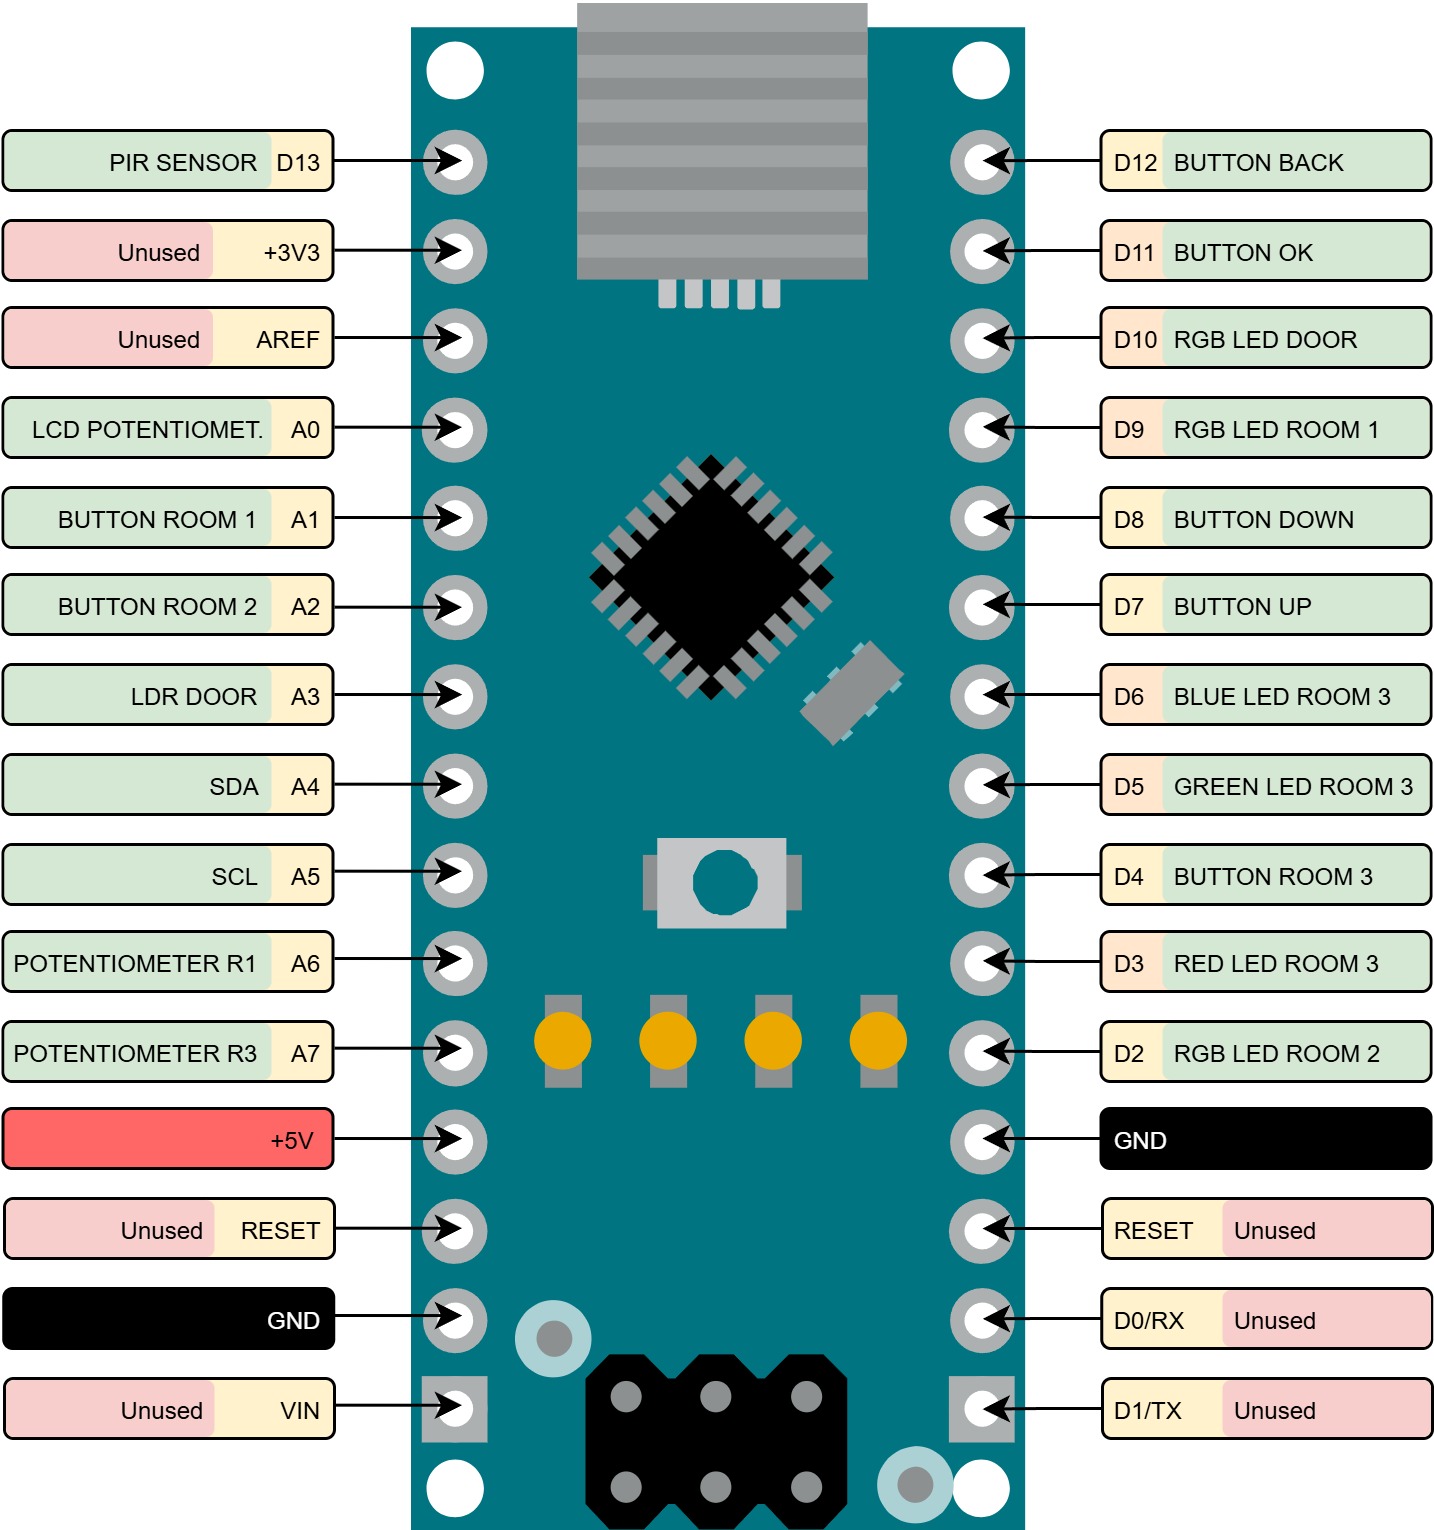 PIR SENSOR D13
Unused +3V3
Unused AREF
LCD POTENTIOMET. A0
BUTTON ROOM 1 A1
BUTTON ROOM 2 A2
LDR DOOR A3
SDA A4
SCL A5
POTENTIOMETER R1 A6
POTENTIOMETER R3 A7
+5V
Unused RESET
GND
Unused VIN
D12 BUTTON BACK
D11 BUTTON OK
D10 RGB LED DOOR
D9 RGB LED ROOM 1
D8 BUTTON DOWN
D7 BUTTON UP
D6 BLUE LED ROOM 3
D5 GREEN LED ROOM 3
D4 BUTTON ROOM 3
D3 RED LED ROOM 3
D2 RGB LED ROOM 2
GND
RESET Unused
D0/RX Unused
D1/TX Unused